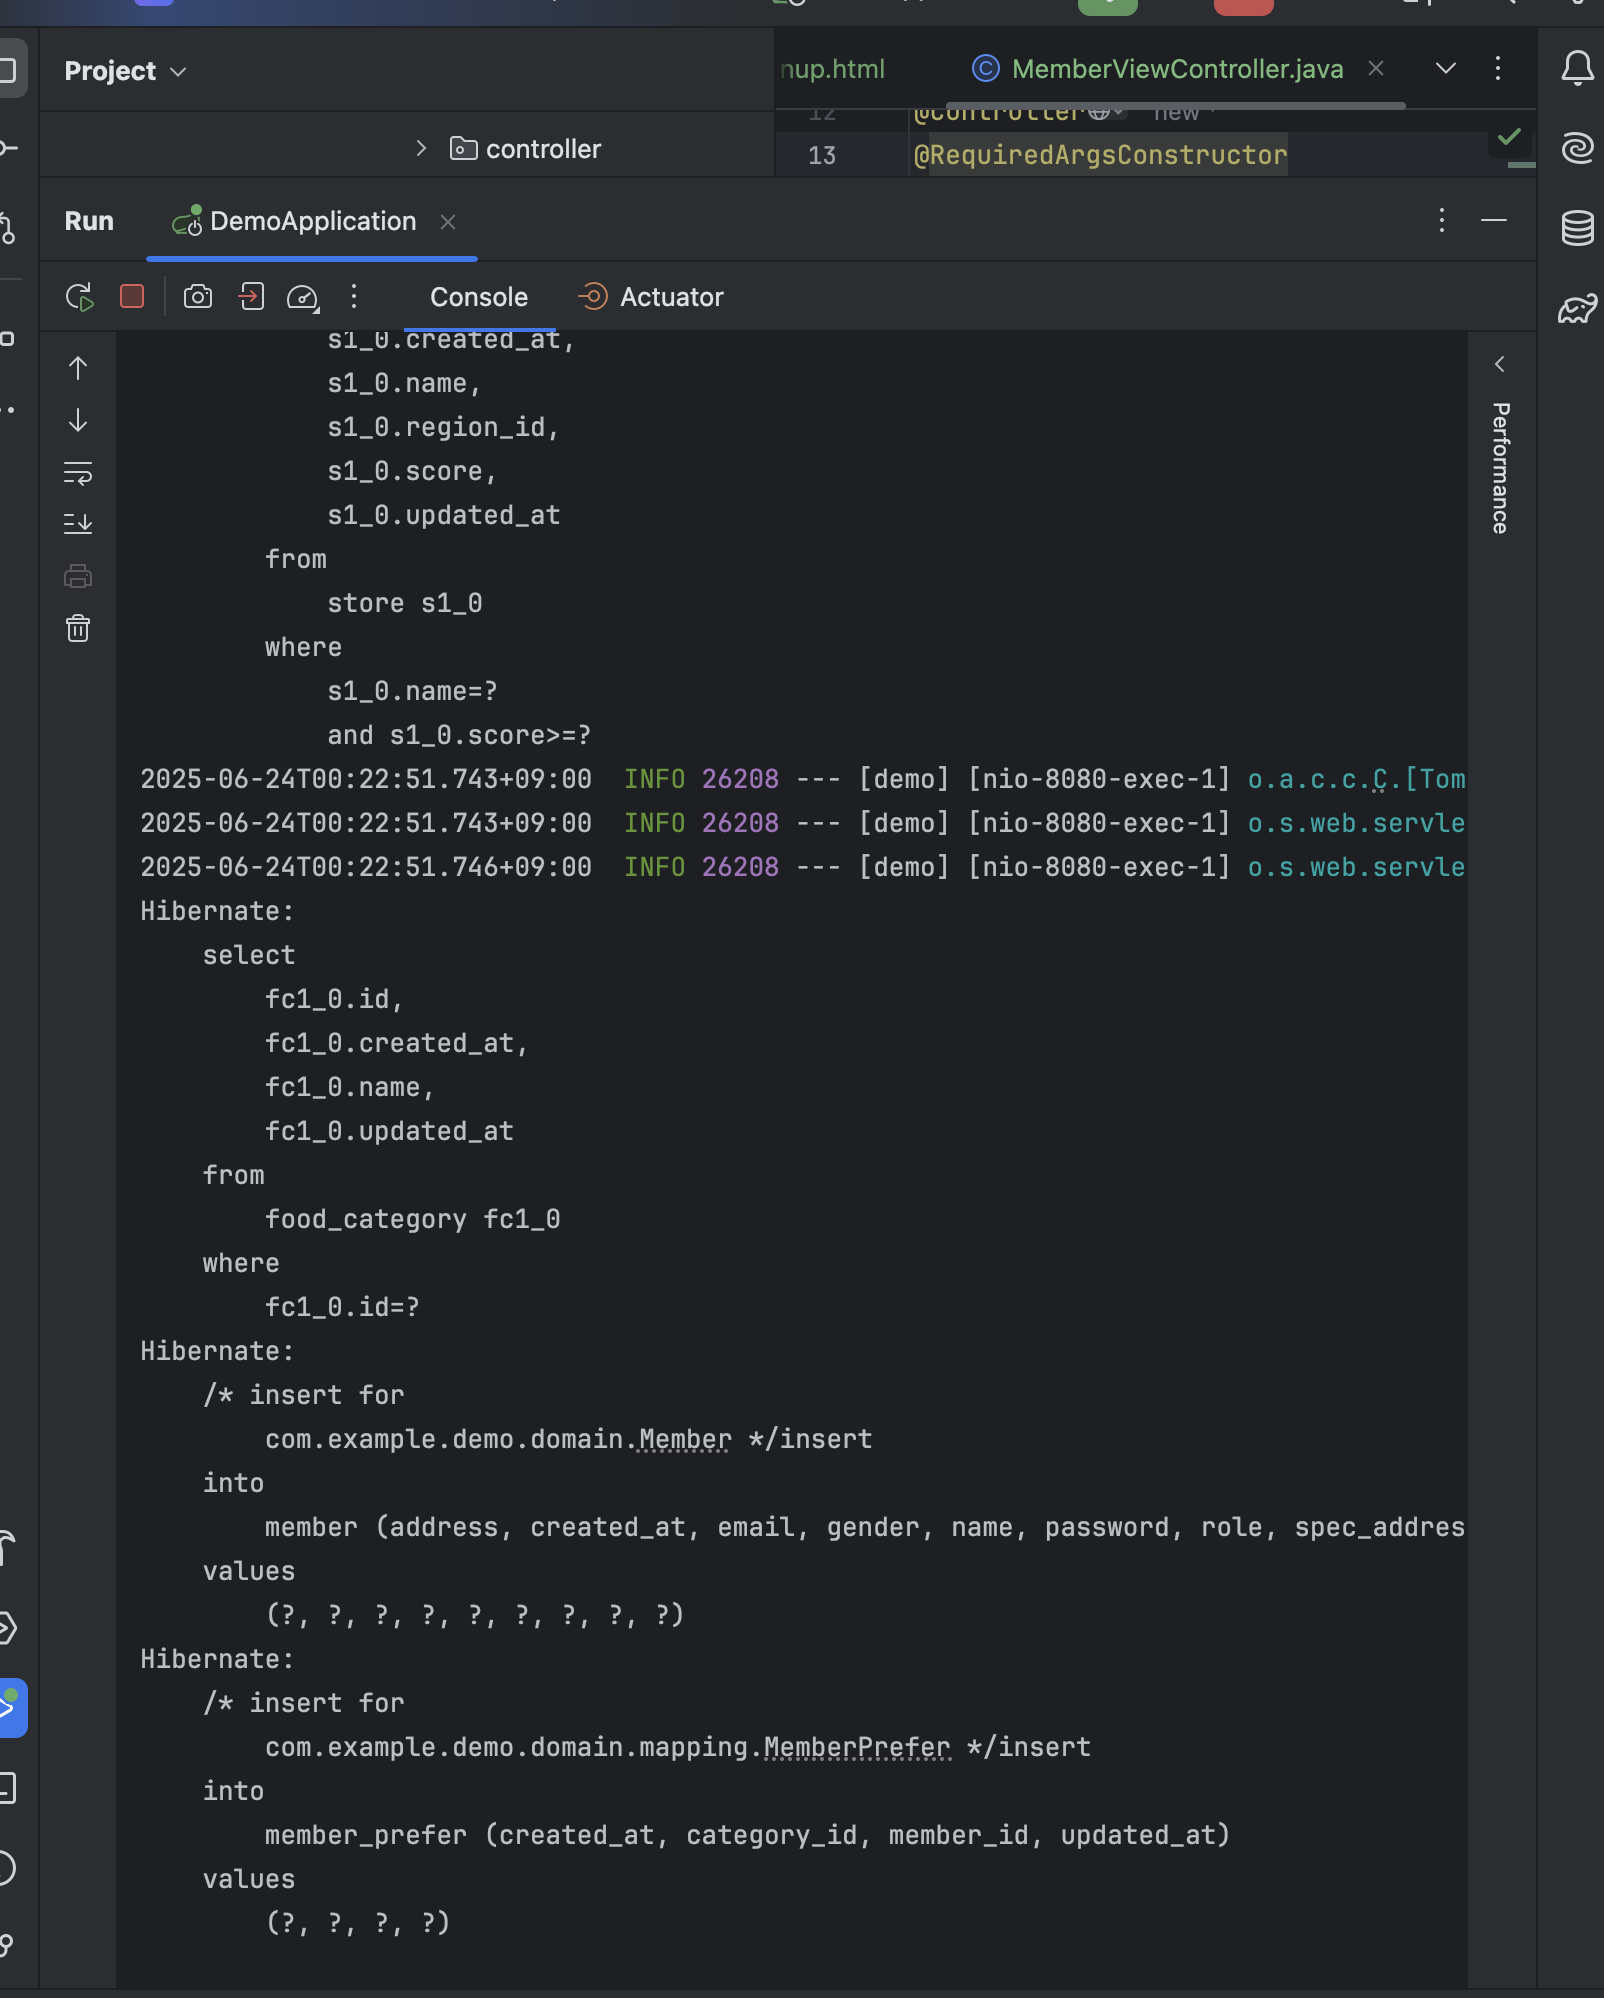 Project
nup.html
MemberViewController.java
12 @Controller new
controller
13 @RequiredArgsConstructor
Run DemoApplication
Console Actuator
Performance
s1_0.created_at,
s1_0.name,
s1_0.region_id,
s1_0.score,
s1_0.updated_at
from
store s1_0
where
s1_0.name=?
and s1_0.score>=?
2025-06-24T00:22:51.743+09:00  INFO 26208 --- [demo] [nio-8080-exec-1] o.a.c.c.C.[Tom
2025-06-24T00:22:51.743+09:00  INFO 26208 --- [demo] [nio-8080-exec-1] o.s.web.servle
2025-06-24T00:22:51.746+09:00  INFO 26208 --- [demo] [nio-8080-exec-1] o.s.web.servle
Hibernate:
select
fc1_0.id,
fc1_0.created_at,
fc1_0.name,
fc1_0.updated_at
from
food_category fc1_0
where
fc1_0.id=?
Hibernate:
/* insert for
com.example.demo.domain.Member */insert
into
member (address, created_at, email, gender, name, password, role, spec_addres
values
(?, ?, ?, ?, ?, ?, ?, ?, ?)
Hibernate:
/* insert for
com.example.demo.domain.mapping.MemberPrefer */insert
into
member_prefer (created_at, category_id, member_id, updated_at)
values
(?, ?, ?, ?)